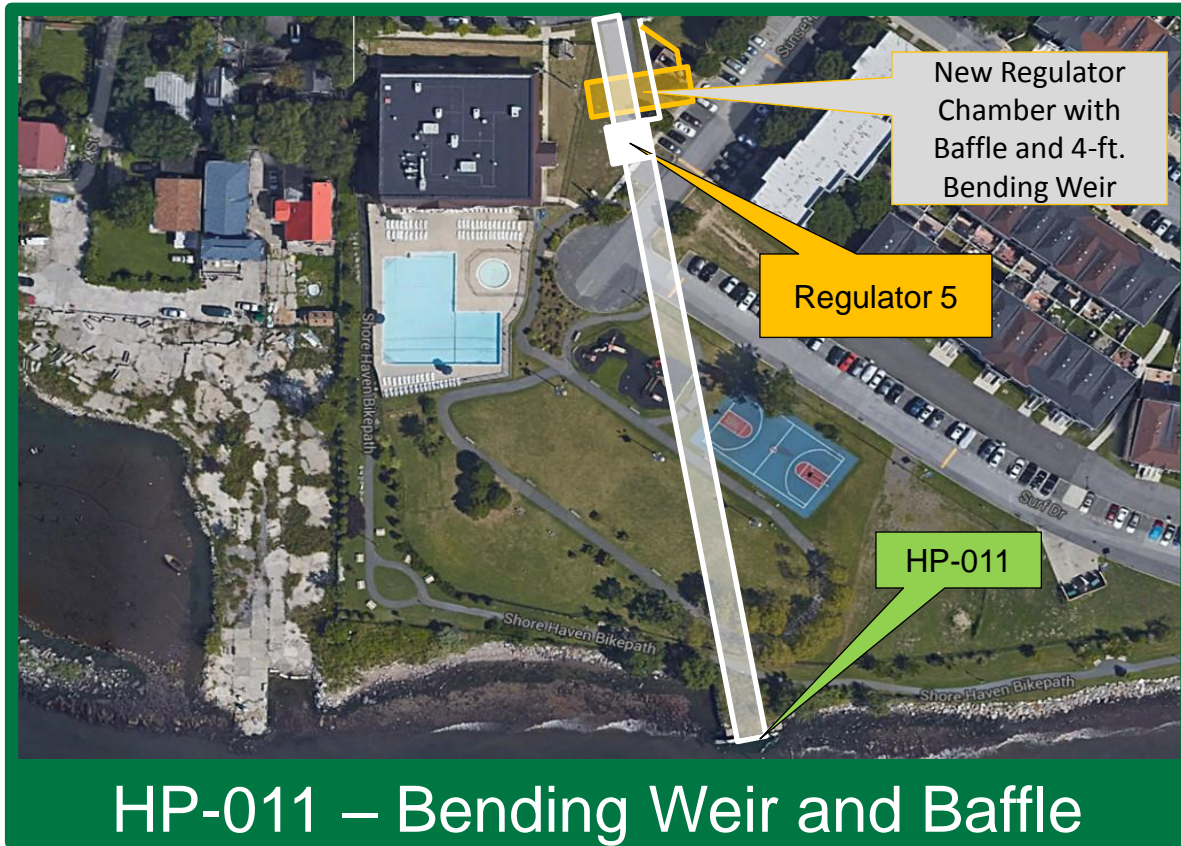 Sunset
New Regulator
Chamber with
Baffle and 4-ft.
Bending Weir
Regulator 5
Shore Haven Bikepath
HP-011
Surf Dr
Shore Haven Bikepath
Shore Haven Bikepath
HP-011 – Bending Weir and Baffle